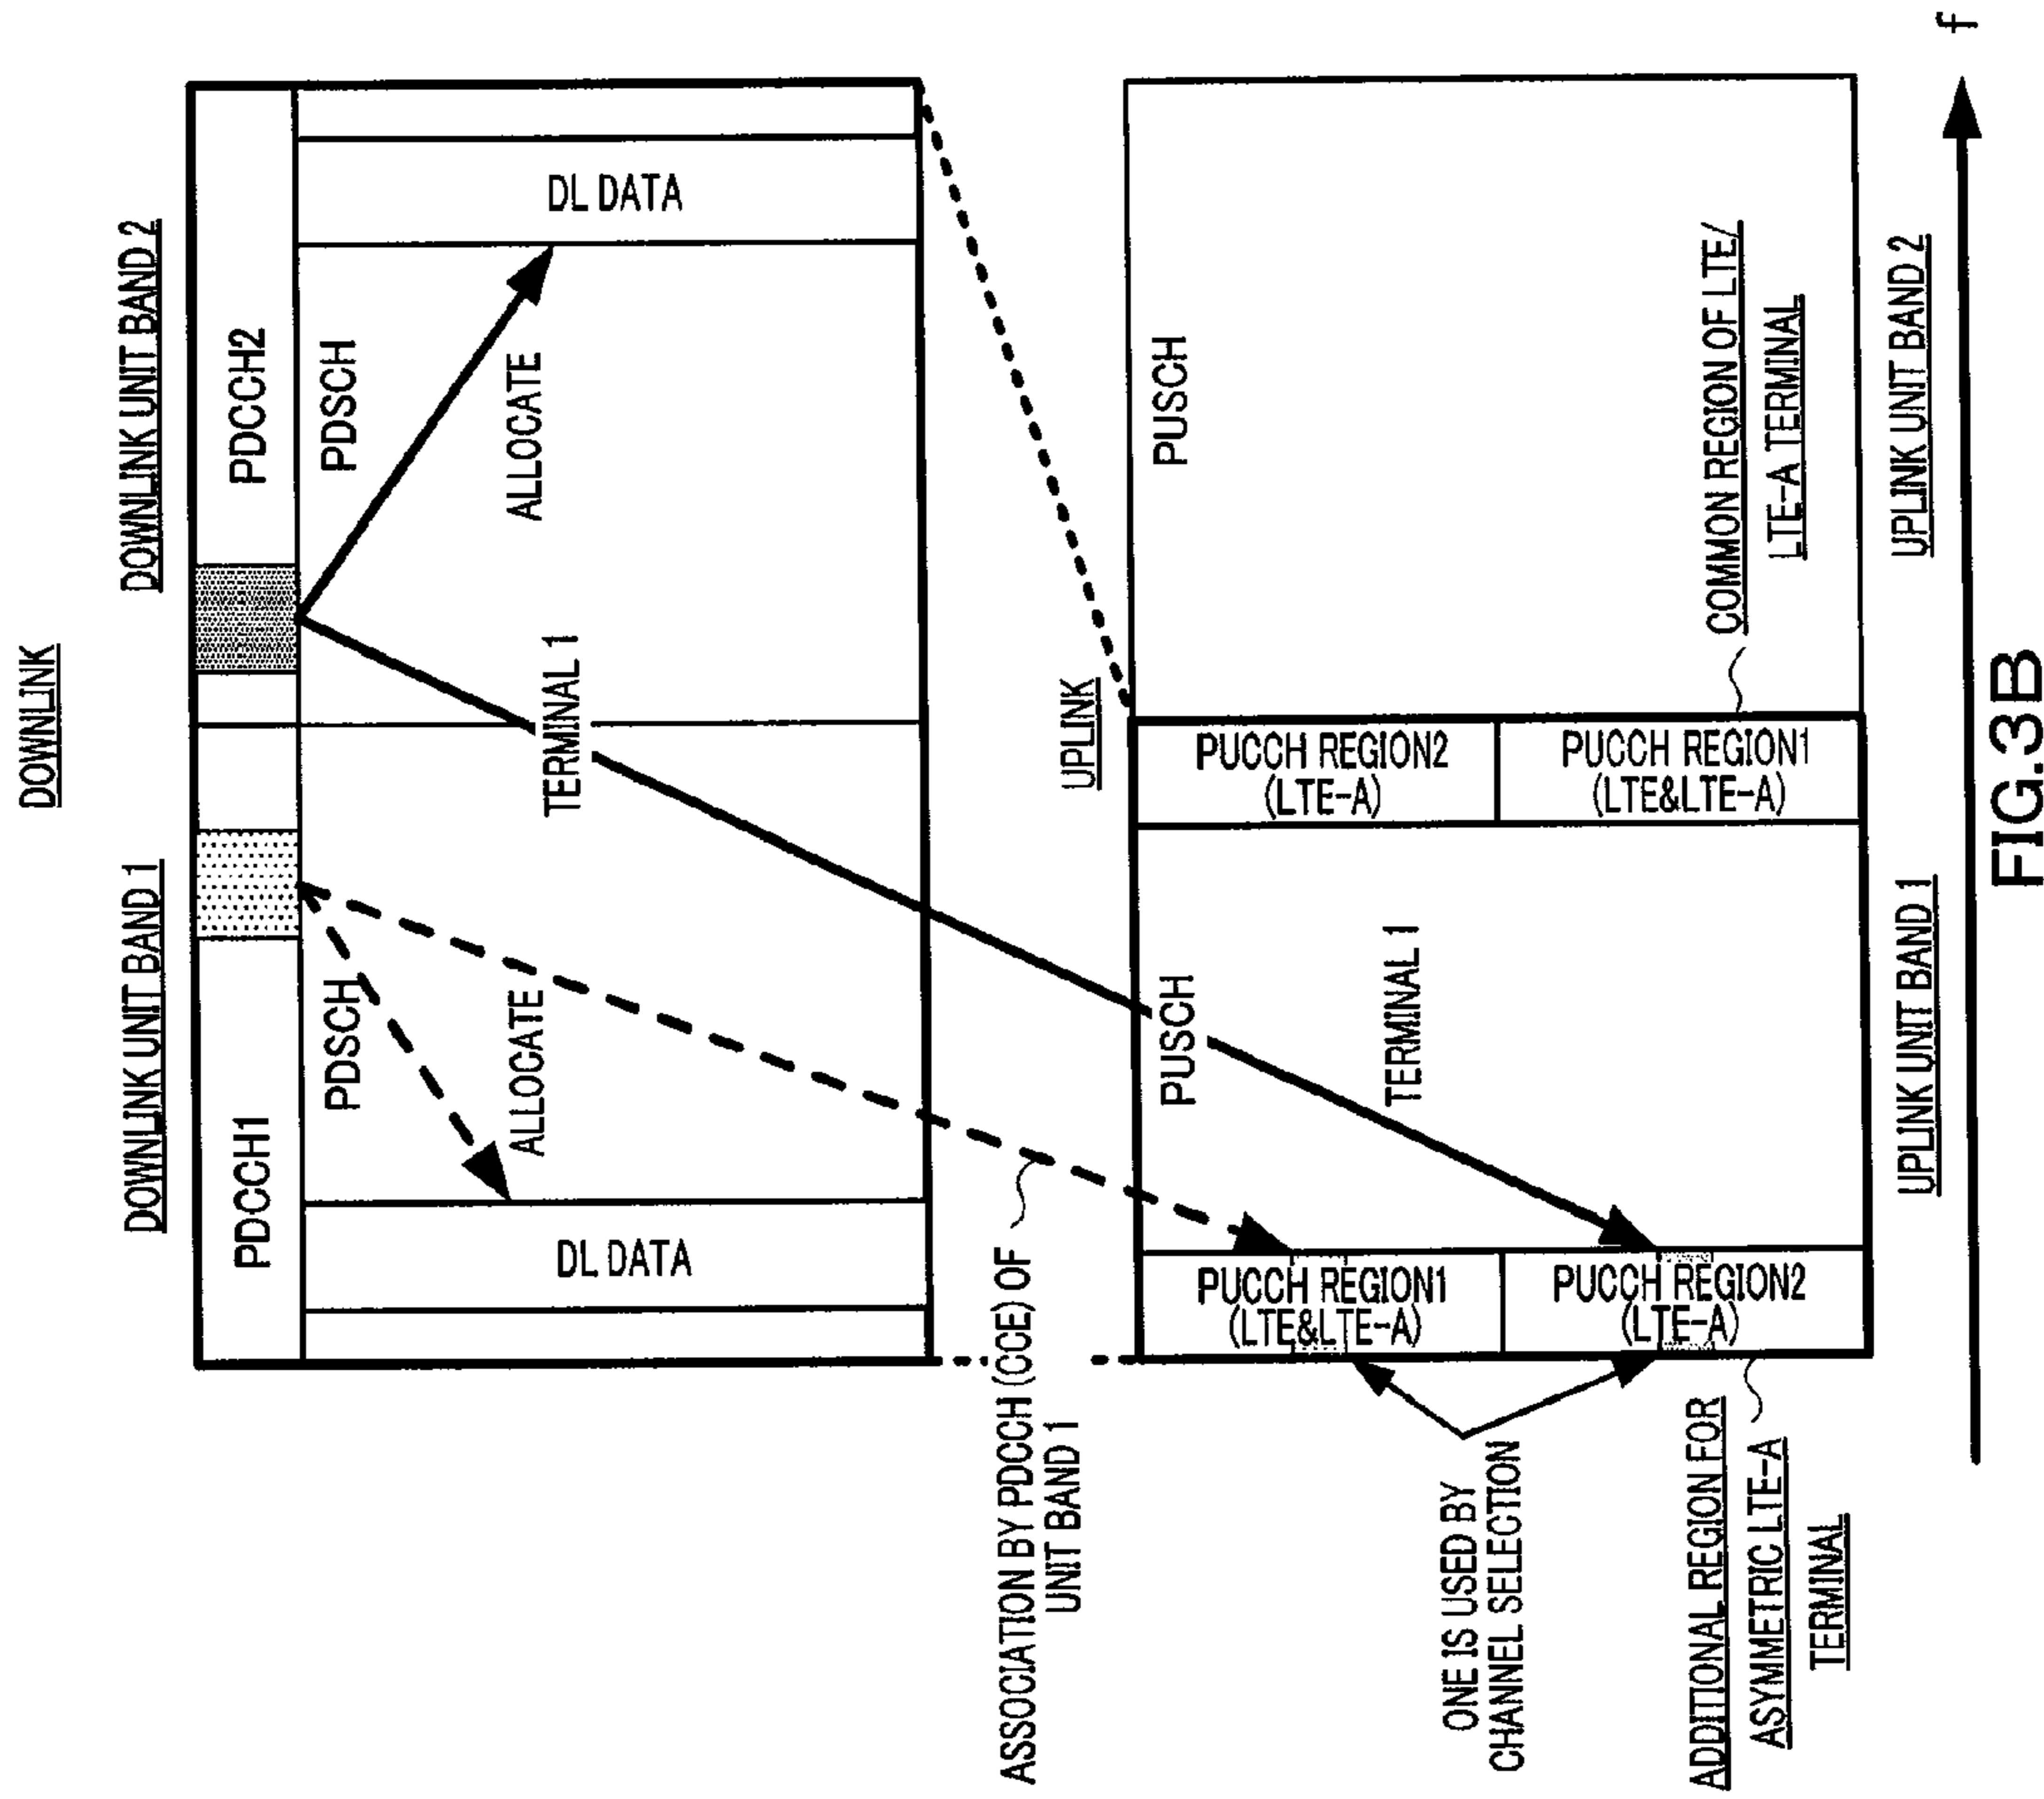 DOWNLINK
DOWNLINK UNIT BAND 1
DOWNLINK UNIT BAND 2
PDCCH1
PDCCH2
PDSCH
PDSCH
ALLOCATE
ALLOCATE
DL DATA
DL DATA
TERMINAL 1
ASSOCIATION BY PDCCH (CCE) OF
UNIT BAND 1
UPLINK
PUSCH
PUSCH
PUCCH REGION1
(LTE&LTE-A)
PUCCH REGION2
(LTE-A)
PUCCH REGION2
(LTE-A)
PUCCH REGION1
(LTE&LTE-A)
TERMINAL 1
ONE IS USED BY
CHANNEL SELECTION
ADDITIONAL REGION FOR
ASYMMETRIC LTE-A
TERMINAL
COMMON REGION OF LTE/
LTE-A TERMINAL
UPLINK UNIT BAND 1
UPLINK UNIT BAND 2
f
FIG.3B